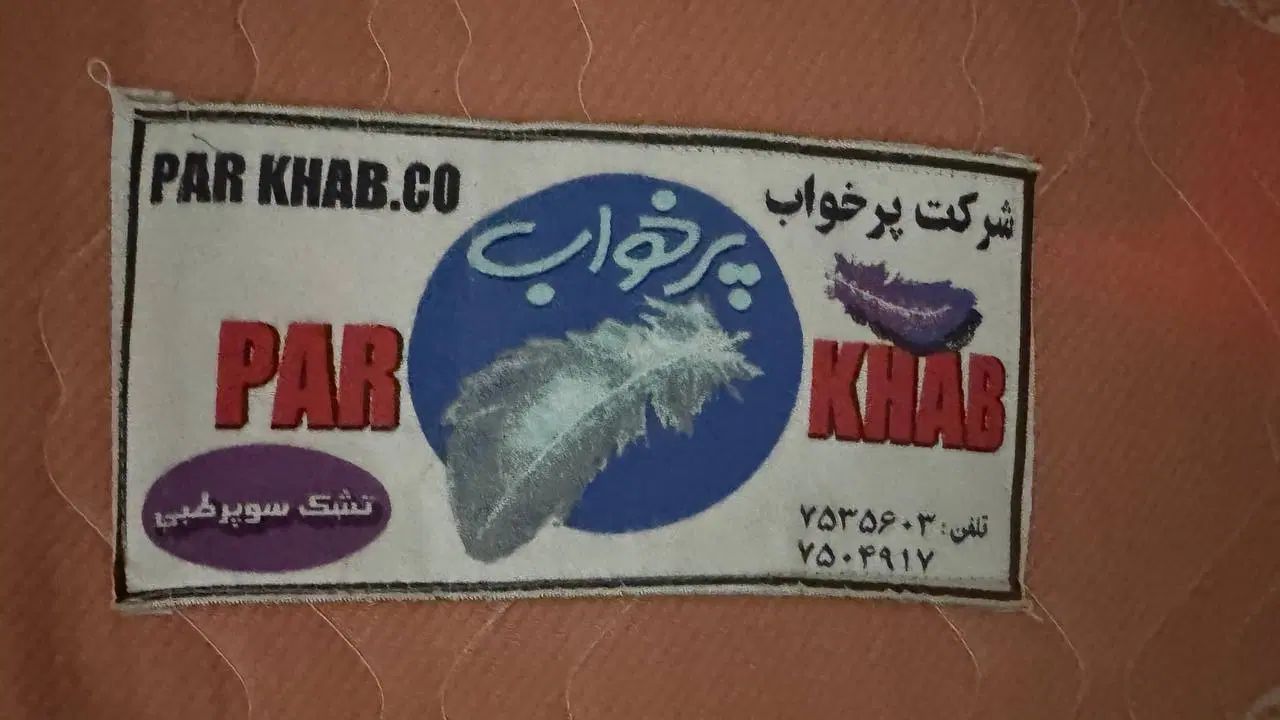 PAR KHAB.CO
شرکت پرخواب
پرخواب
PAR KHAB
تشک سوپرطبی
تلفن: ۷۵۳۵۶۰۳
۷۵۰۴۹۱۷